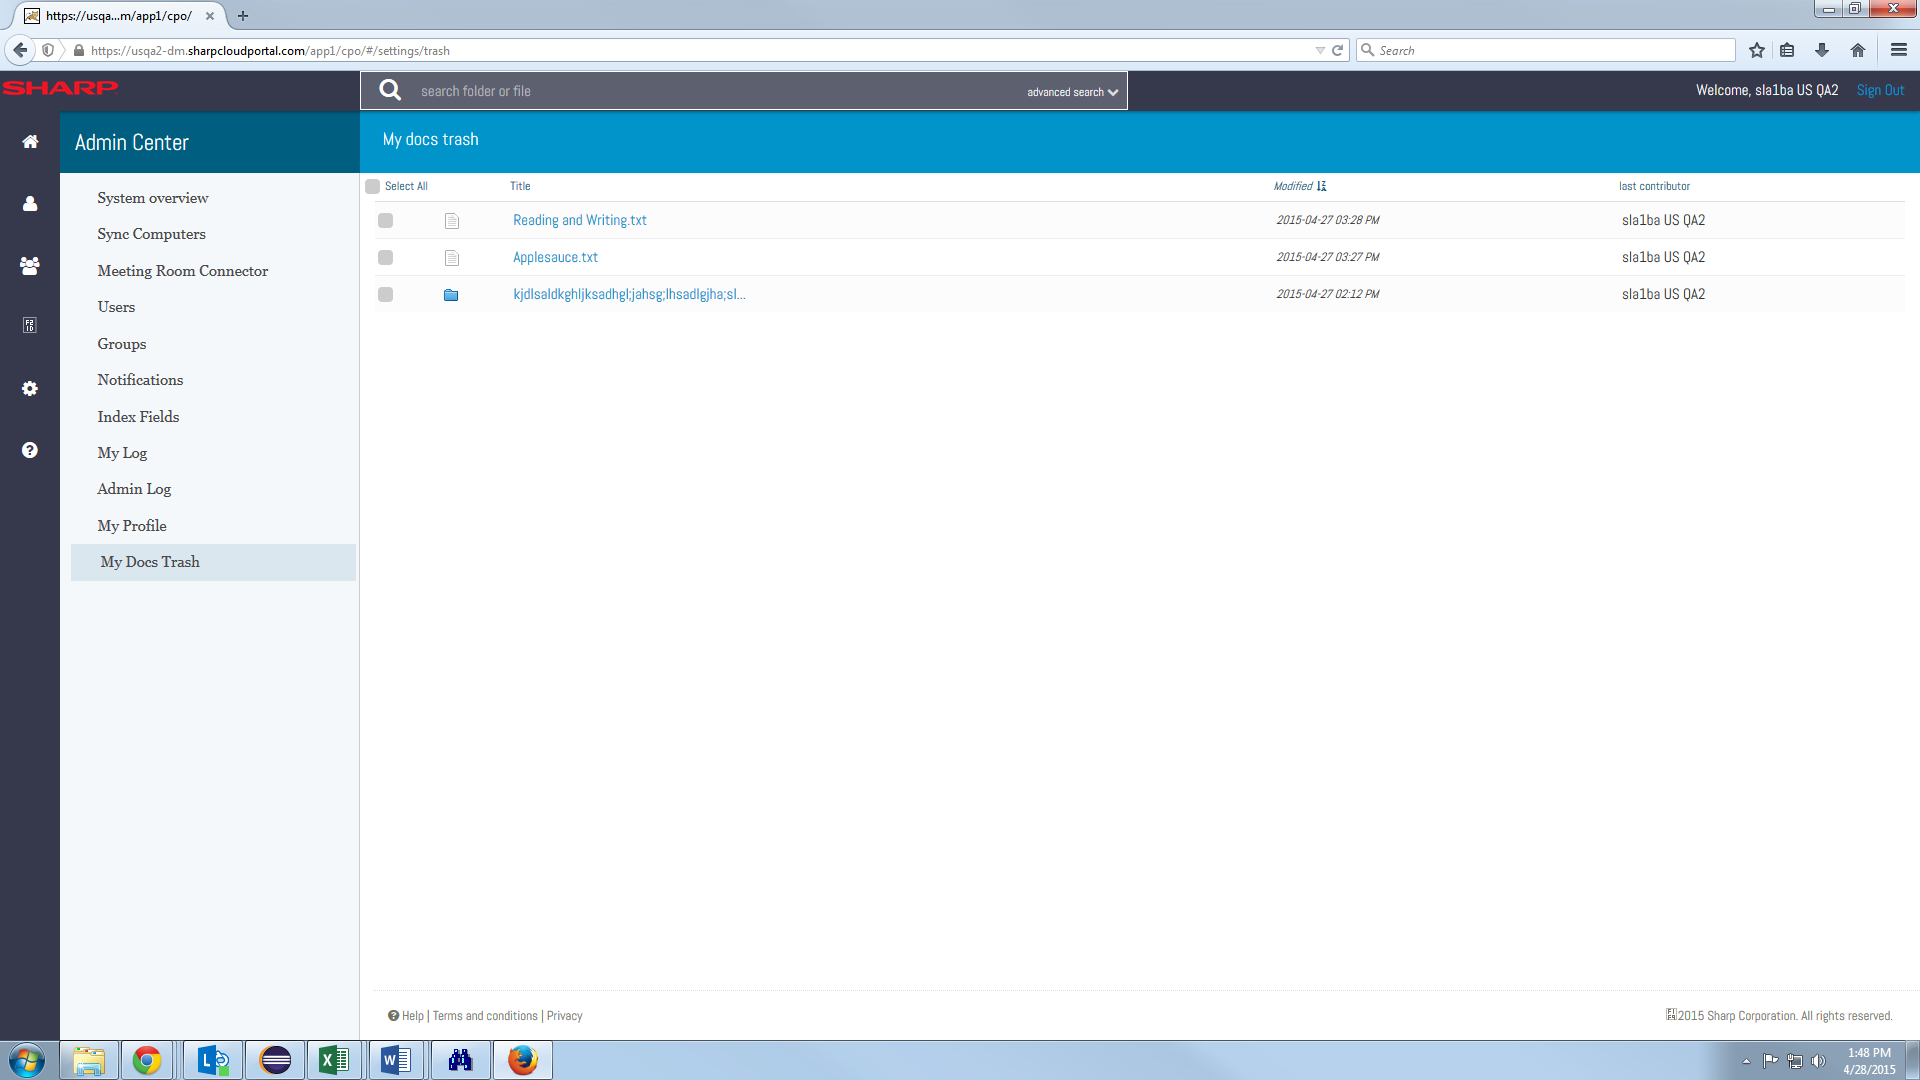 https://usqa...m/app1/cpo/
https://usqa2-dm.sharpcloudportal.com/app1/cpo/#/settings/trash
Search
SHARP
search folder or file
advanced search
Welcome, sla1ba US QA2
Sign Out
Admin Center
My docs trash
System overview
Sync Computers
Meeting Room Connector
Users
Groups
Notifications
Index Fields
My Log
Admin Log
My Profile
My Docs Trash
Select All Title Modified last contributor
Reading and Writing.txt 2015-04-27 03:28 PM sla1ba US QA2
Applesauce.txt 2015-04-27 03:27 PM sla1ba US QA2
kjdlsaldkghljksadhgl;jahsg;lhsadlgjha;sl... 2015-04-27 02:12 PM sla1ba US QA2
Help | Terms and conditions | Privacy
2015 Sharp Corporation. All rights reserved.
1:48 PM
4/28/2015